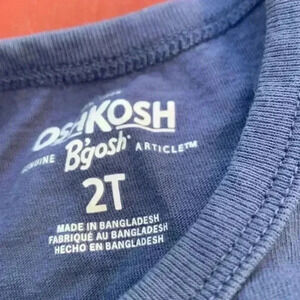 OSHKOSH
GENUINE B'gosh ARTICLE™
2T
MADE IN BANGLADESH
FABRIQUÉ AU BANGLADESH
HECHO EN BANGLADESH